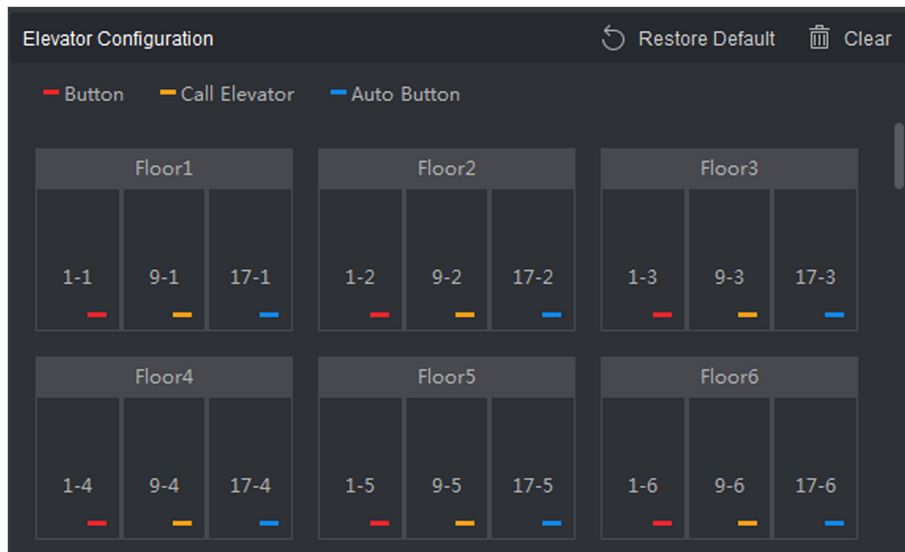 Elevator Configuration Restore Default Clear
Button Call Elevator Auto Button
Floor1 Floor2 Floor3
1-1 9-1 17-1 1-2 9-2 17-2 1-3 9-3 17-3
Floor4 Floor5 Floor6
1-4 9-4 17-4 1-5 9-5 17-5 1-6 9-6 17-6